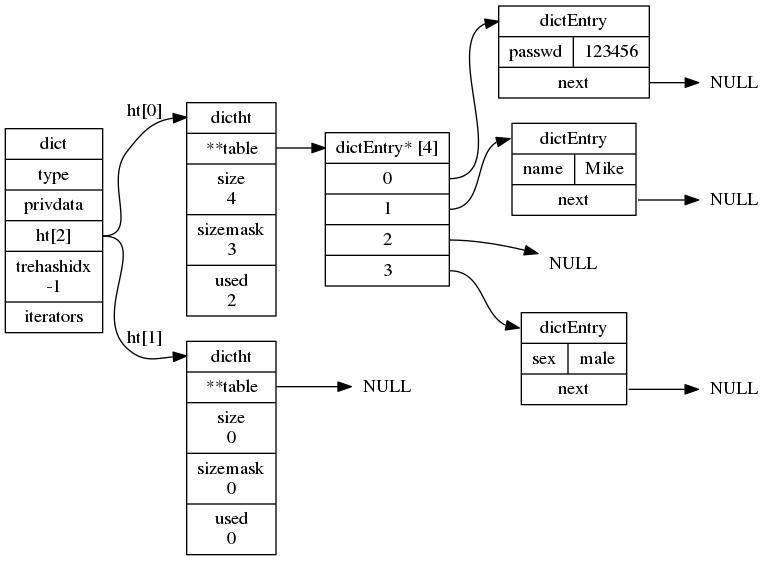 dict
type
privdata
ht[2]
trehashidx
-1
iterators
ht[0]
dictht
**table
size
4
sizemask
3
used
2
ht[1]
dictht
**table
size
0
sizemask
0
used
0
NULL
dictEntry* [4]
0
1
2
3
dictEntry
passwd 123456
next
NULL
dictEntry
name Mike
next
NULL
NULL
dictEntry
sex male
next
NULL